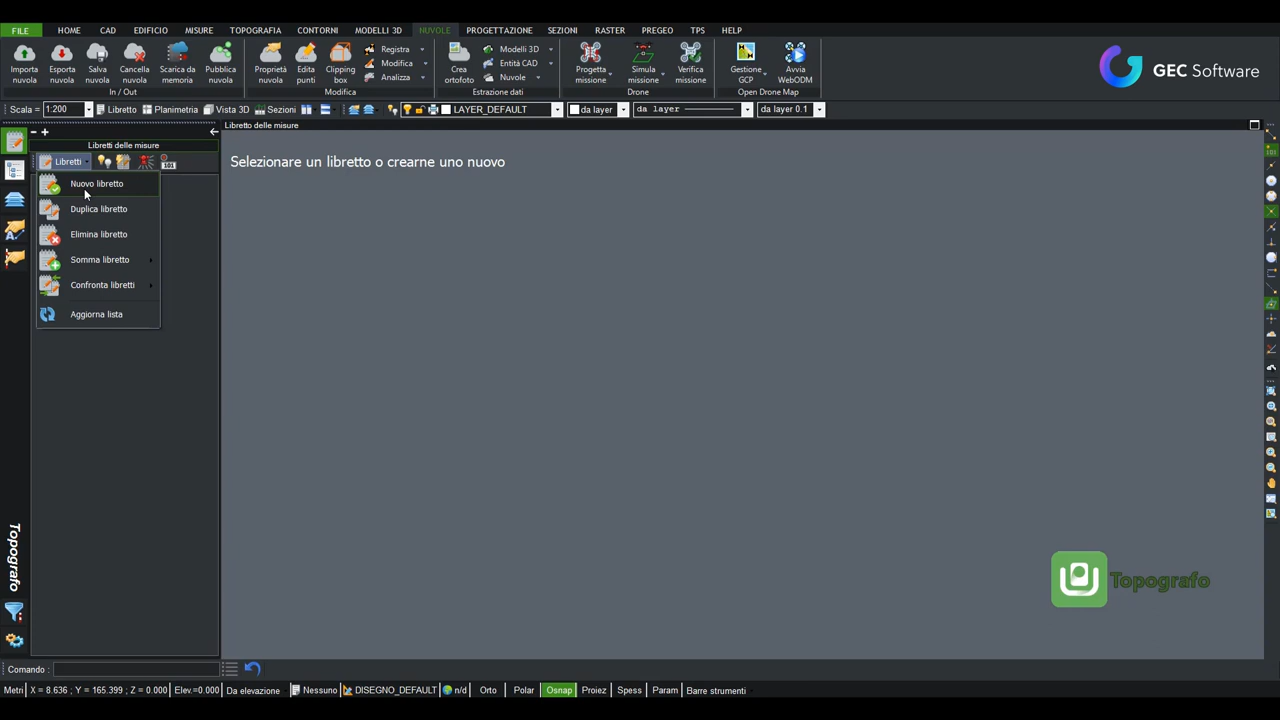 FILE HOME CAD EDIFICIO MISURE TOPOGRAFIA CONTORNI MODELLI 3D NUVOLE PROGETTAZIONE SEZIONI RASTER PREGEO TPS HELP
Importa nuvola
Esporta nuvola
Salva nuvola
Cancella nuvola
Scarica da memoria
Pubblica nuvola
In / Out
Proprietà nuvola
Edita punti
Clipping box
Registra
Modifica
Analizza
Modifica
Crea ortofoto
Modelli 3D
Entità CAD
Nuvole
Estrazione dati
Progetta missione
Simula missione
Verifica missione
Drone
Gestione GCP
Avvia WebODM
Open Drone Map
GEC Software
Scala = 1:200 Libretto Planimetria Vista 3D Sezioni LAYER_DEFAULT da layer da layer da layer 0.1
Libretti delle misure
Libretto delle misure
Libretti
101
Selezionare un libretto o crearne uno nuovo
Nuovo libretto
Duplica libretto
Elimina libretto
Somma libretto
Confronta libretti
Aggiorna lista
Topografo
Topografo
Comando :
Metri X = 8.636 ; Y = 165.399 ; Z = 0.000 Elev.=0.000 Da elevazione Nessuno DISEGNO_DEFAULT n/d Orto Polar Osnap Proiez Spess Param Barre strumenti